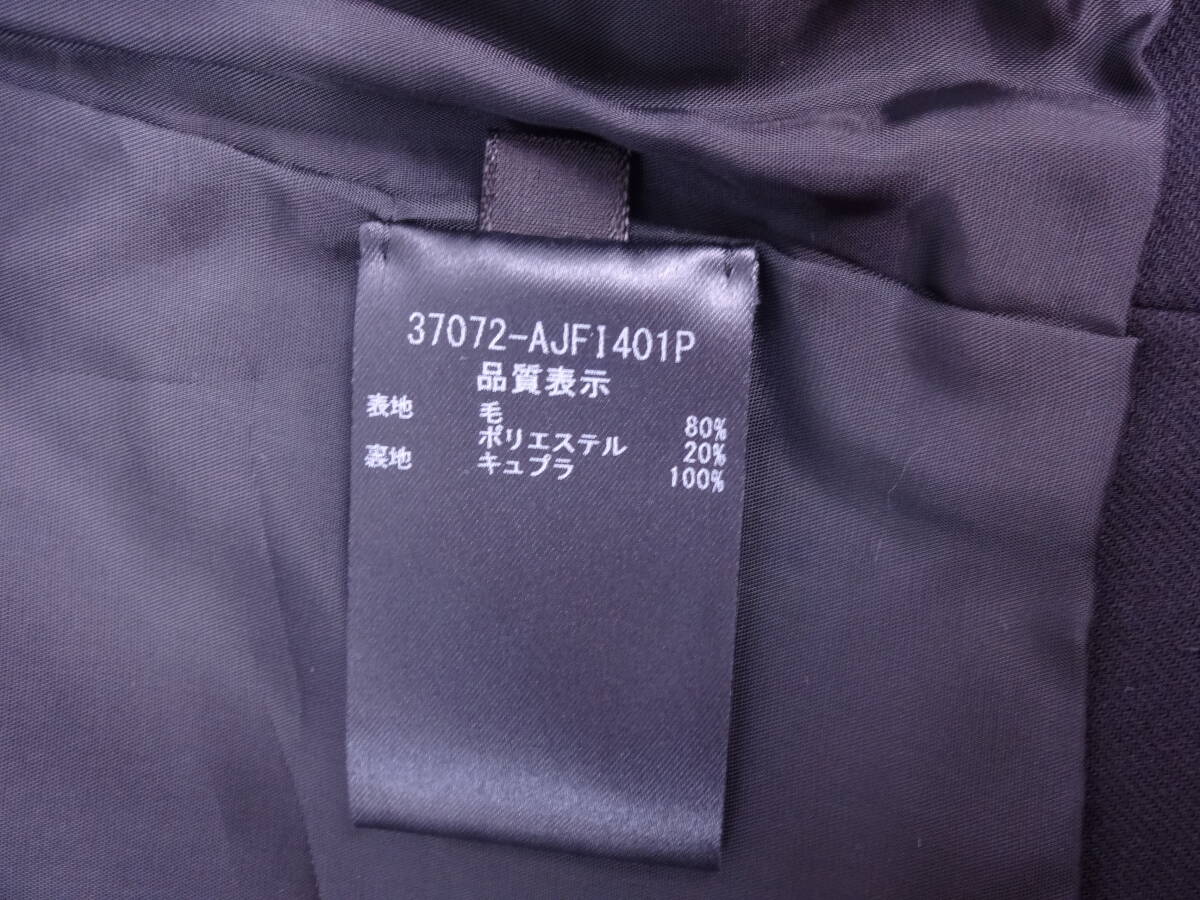 37072-AJFI401P
品質表示
表地 毛 80%
ポリエステル 20%
裏地 キュプラ 100%